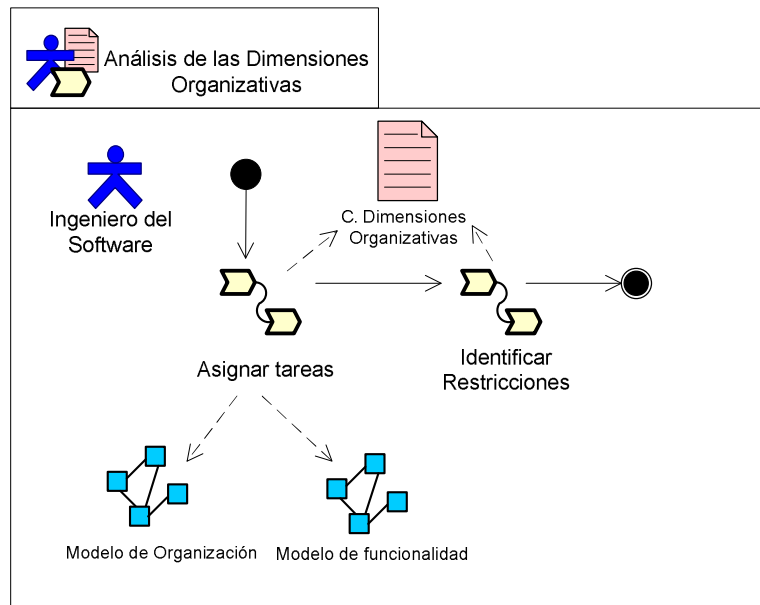 Análisis de las Dimensiones
Organizativas
Ingeniero del
Software
C. Dimensiones
Organizativas
Asignar tareas
Identificar
Restricciones
Modelo de Organización
Modelo de funcionalidad